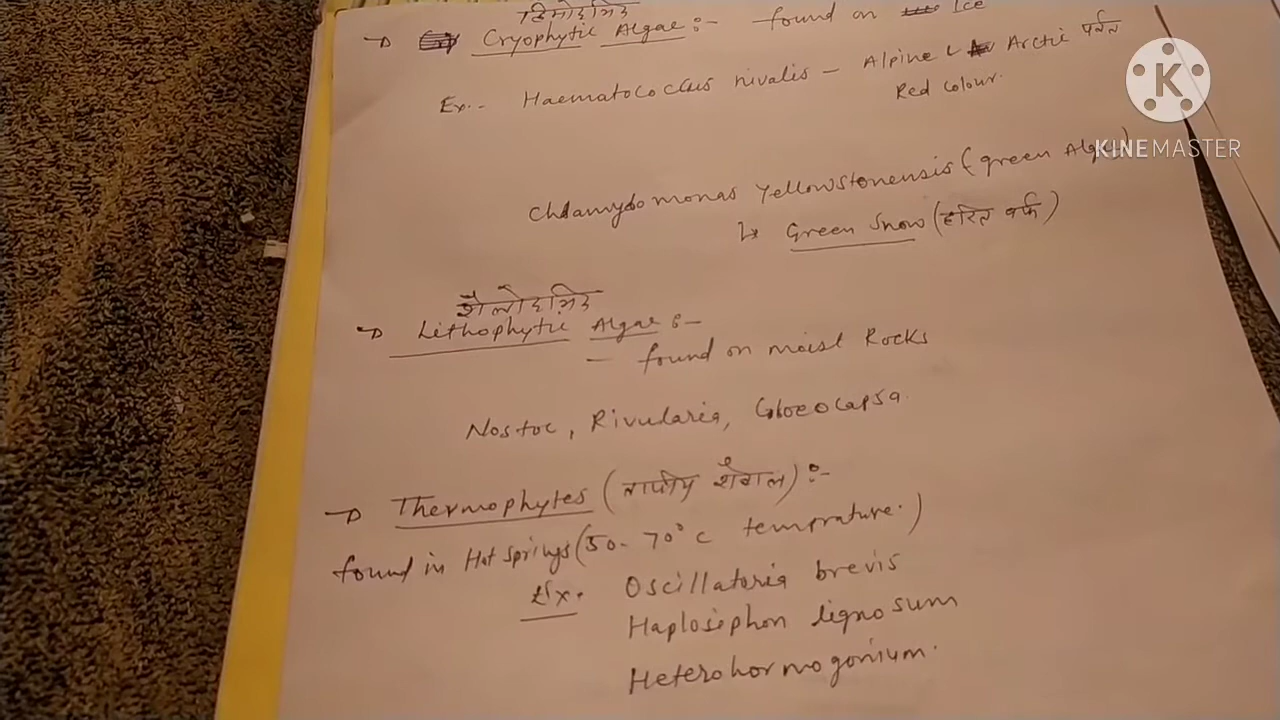 हिमोद्भिद
→ Cryophytic Algae :- found on Ice
Ex.- Haematococcus nivalis - Alpine & Arctic पर्वत
Red colour.
Chlamydomonas Yellowstonensis (green Algae)
↳ Green Snow (हरित बर्फ)
शैलोद्भिद
→ Lithophytic Algae :-
- found on moist Rocks
Nostoc, Rivularia, Gloeocapsa.
→ Thermophytes (तापीय शैवाल) :-
found in Hot springs (50-70°c temprature.)
Ex. Oscillatoria brevis
Haplosiphon lignosum
Heterohormogonium.
K
KINEMASTER